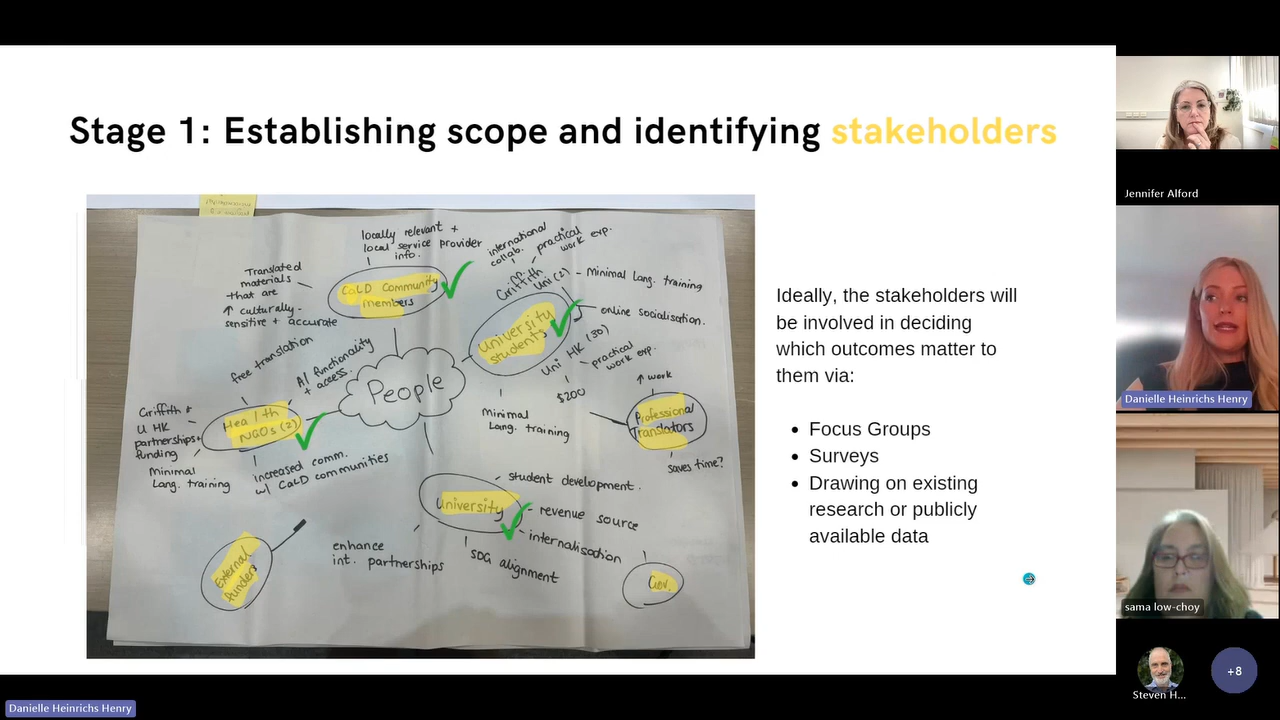 Stage 1: Establishing scope and identifying stakeholders
locally relevant +
local service provider
info.
international
collab.
practical
work exp.
Translated
materials
that are
↑ culturally-
sensitive + accurate
CaLD Community
members
Griffith
Uni (2)
- Minimal Lang. training
University
students
online socialisation.
Uni HK (30)
practical
work exp.
$200
Minimal
Lang. training
free translation
AI functionality
+ access.
People
↑ work
Professional
Translators
saves time?
Griffith +
U HK
partnerships+
funding
Health
NGOs (2)
Minimal
Lang. training
increased comm.
w/ CaLD communities
University
student development.
- revenue source
- internalisation
SDG alignment
enhance
int. partnerships
External
funders
Gov.
Ideally, the stakeholders will
be involved in deciding
which outcomes matter to
them via:
• Focus Groups
• Surveys
• Drawing on existing
research or publicly
available data
Jennifer Alford
Danielle Heinrichs Henry
sama low-choy
Steven H...
+8
Danielle Heinrichs Henry